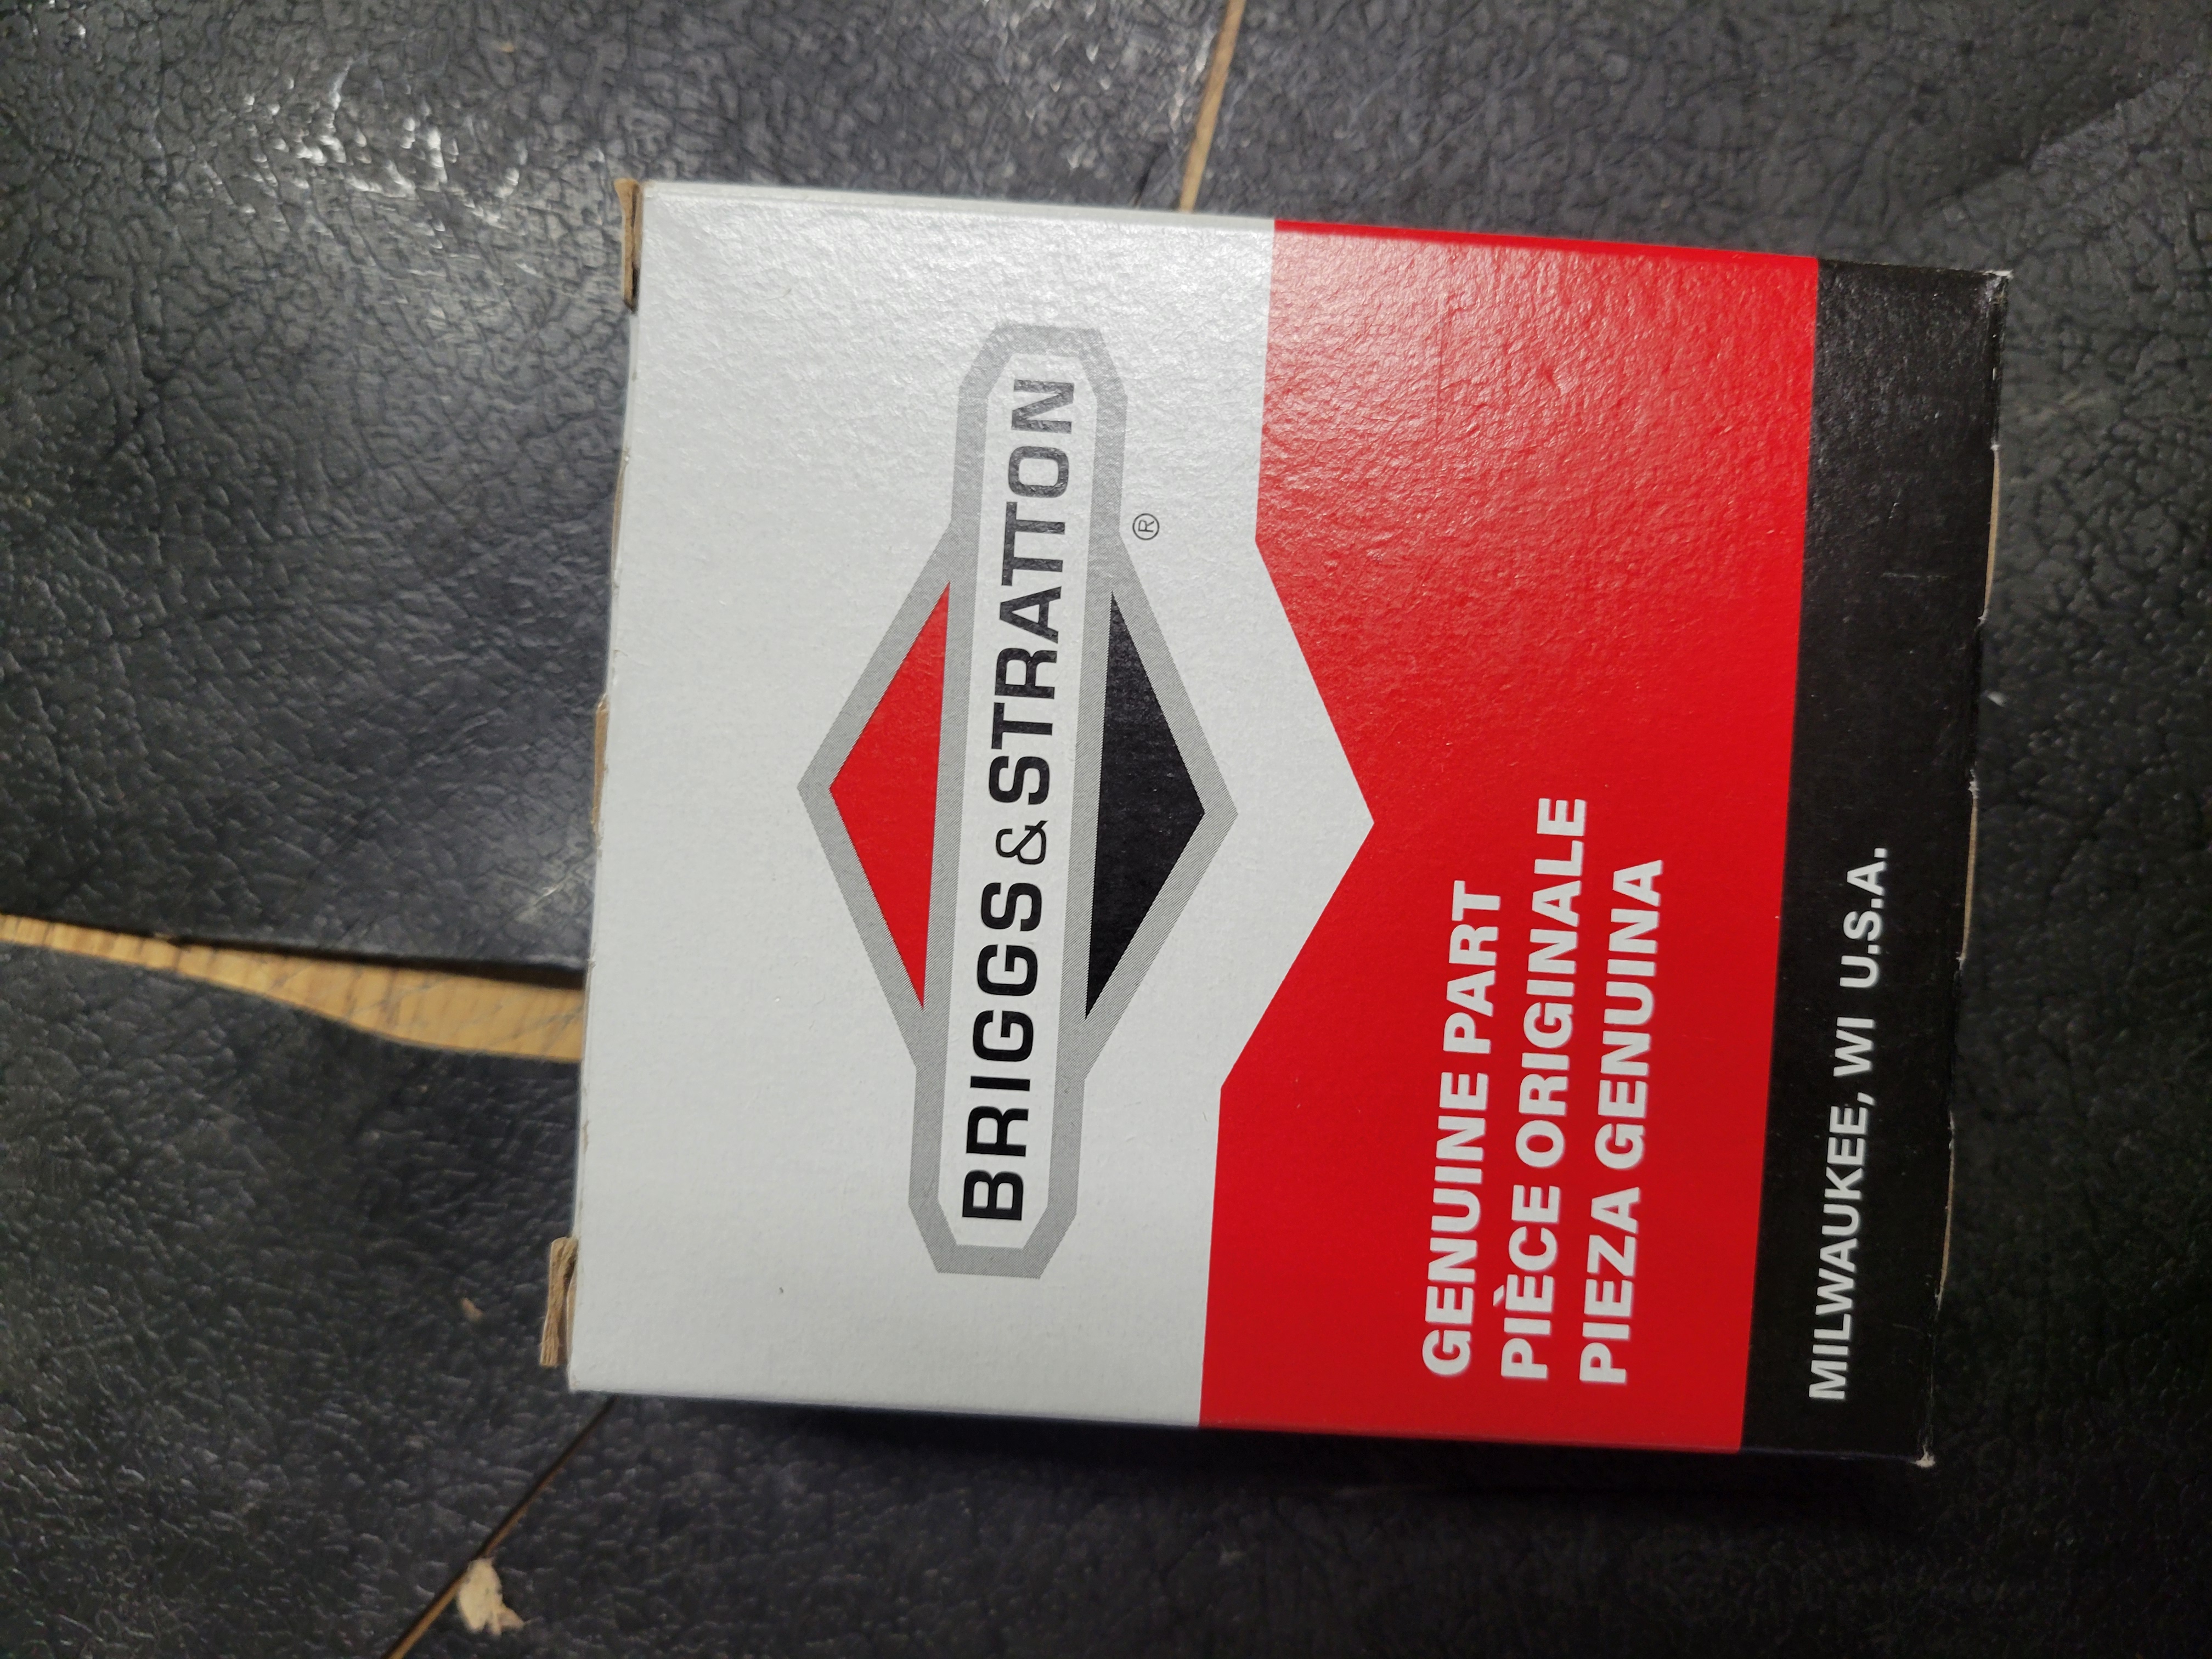 BRIGGS & STRATTON
®
GENUINE PART
PIÈCE ORIGINALE
PIEZA GENUINA
MILWAUKEE, WI U.S.A.